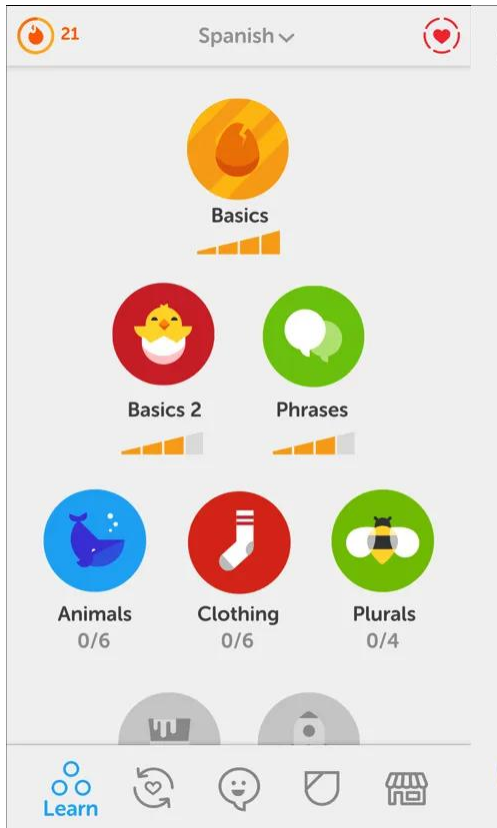 21
Spanish
Basics
Basics 2
Phrases
Animals
Clothing
Plurals
0/6
0/6
0/4
Learn